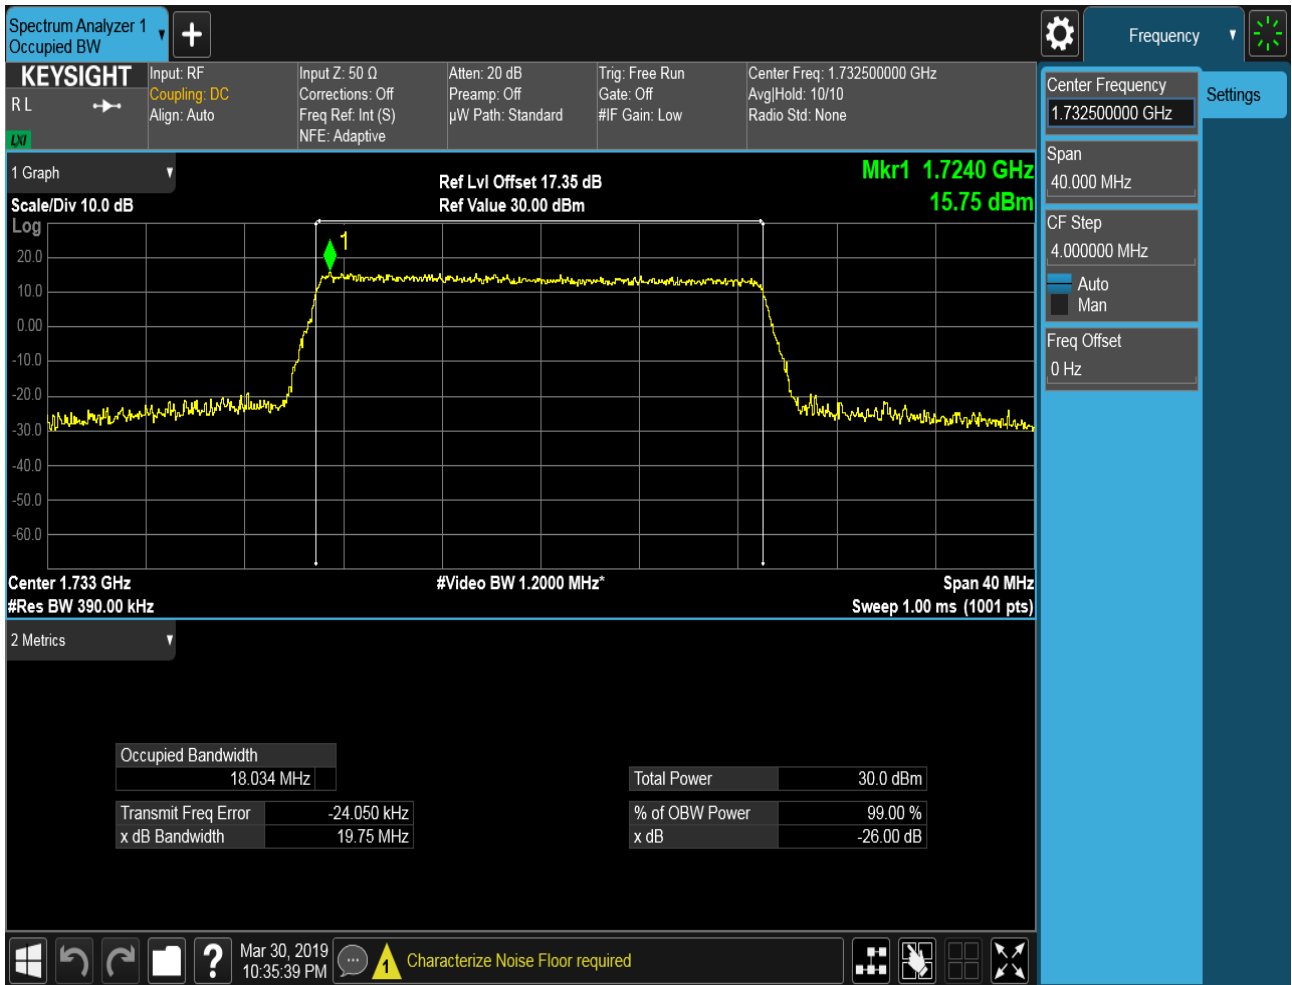 Spectrum Analyzer 1
Occupied BW
Frequency
KEYSIGHT
R L
LXI
Input: RF
Coupling: DC
Align: Auto
Input Z: 50 Ω
Corrections: Off
Freq Ref: Int (S)
NFE: Adaptive
Atten: 20 dB
Preamp: Off
µW Path: Standard
Trig: Free Run
Gate: Off
#IF Gain: Low
Center Freq: 1.732500000 GHz
Avg|Hold: 10/10
Radio Std: None
Center Frequency
1.732500000 GHz
Settings
Span
40.000 MHz
CF Step
4.000000 MHz
Auto
Man
Freq Offset
0 Hz
1 Graph
Scale/Div 10.0 dB
Ref Lvl Offset 17.35 dB
Ref Value 30.00 dBm
Mkr1 1.7240 GHz
15.75 dBm
Log
1
20.0
10.0
0.00
-10.0
-20.0
-30.0
-40.0
-50.0
-60.0
Center 1.733 GHz
#Video BW 1.2000 MHz*
Span 40 MHz
#Res BW 390.00 kHz
Sweep 1.00 ms (1001 pts)
2 Metrics
Occupied Bandwidth
18.034 MHz
Total Power 30.0 dBm
Transmit Freq Error -24.050 kHz
% of OBW Power 99.00 %
x dB Bandwidth 19.75 MHz
x dB -26.00 dB
?
Mar 30, 2019
10:35:39 PM
1
Characterize Noise Floor required